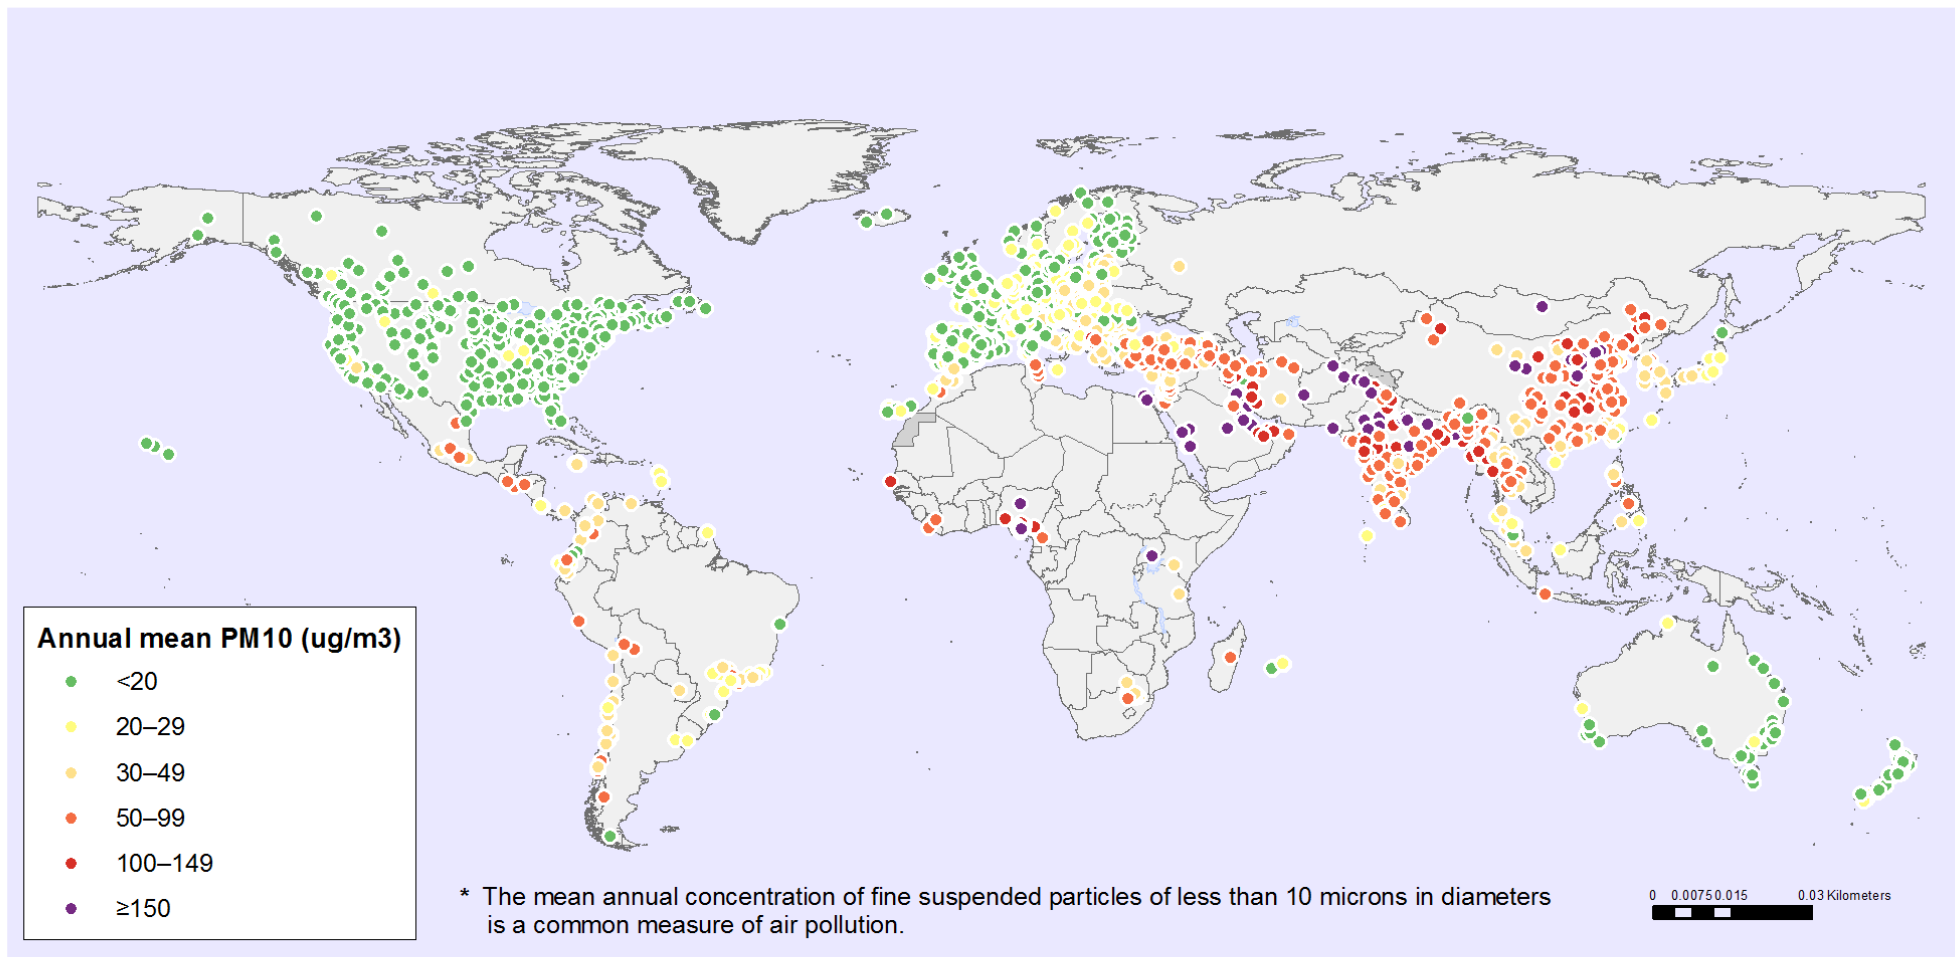 Annual mean PM10 (ug/m3)
<20
20–29
30–49
50–99
100–149
≥150
* The mean annual concentration of fine suspended particles of less than 10 microns in diameters
is a common measure of air pollution.
0 0.0075 0.015 0.03 Kilometers